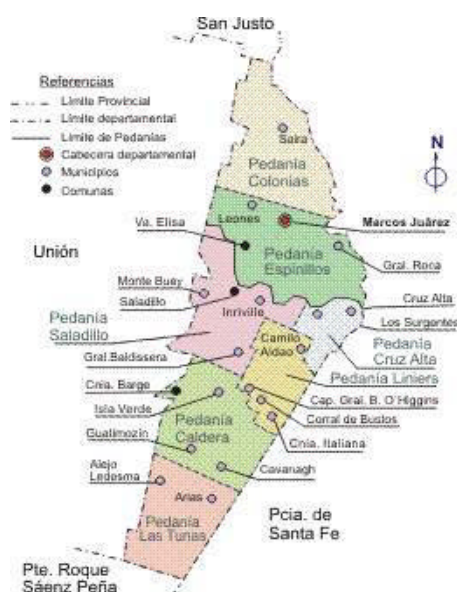 San Justo
Referencias
Límite Provincial
Límite departamental
Límite de Pedanías
Cabecera departamental
Municipios
Comunas
N
Saira
Pedanía
Colonias
Leones
Marcos Juárez
Va. Elisa
Pedanía
Espinillos
Gral. Roca
Unión
Monte Buey
Saladillo
Inriville
Cruz Alta
Los Surgentes
Pedanía
Saladillo
Camilo
Aldao
Pedanía
Cruz Alta
Gral.Baldissera
Pedanía Liniers
Cnia. Barge
Cap. Gral. B. O'Higgins
Isla Verde
Corral de Bustos
Pedanía
Caldera
Guatimozín
Cnía. Italiana
Alejo
Ledesma
Cavanagh
Arias
Pedanía
Las Tunas
Pcia. de
Santa Fe
Pte. Roque
Sáenz Peña